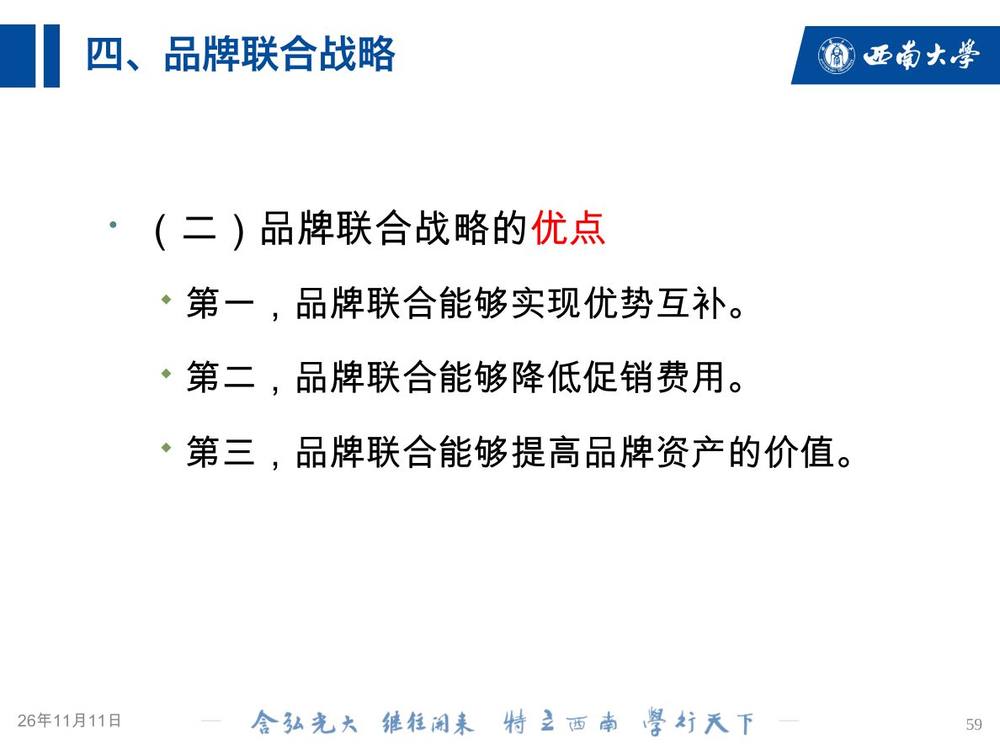 四、品牌联合战略
西南大学
（二）品牌联合战略的优点
第一，品牌联合能够实现优势互补。
第二，品牌联合能够降低促销费用。
第三，品牌联合能够提高品牌资产的价值。
26年11月11日
含弘光大 继往开来 特立西南 學行天下
59